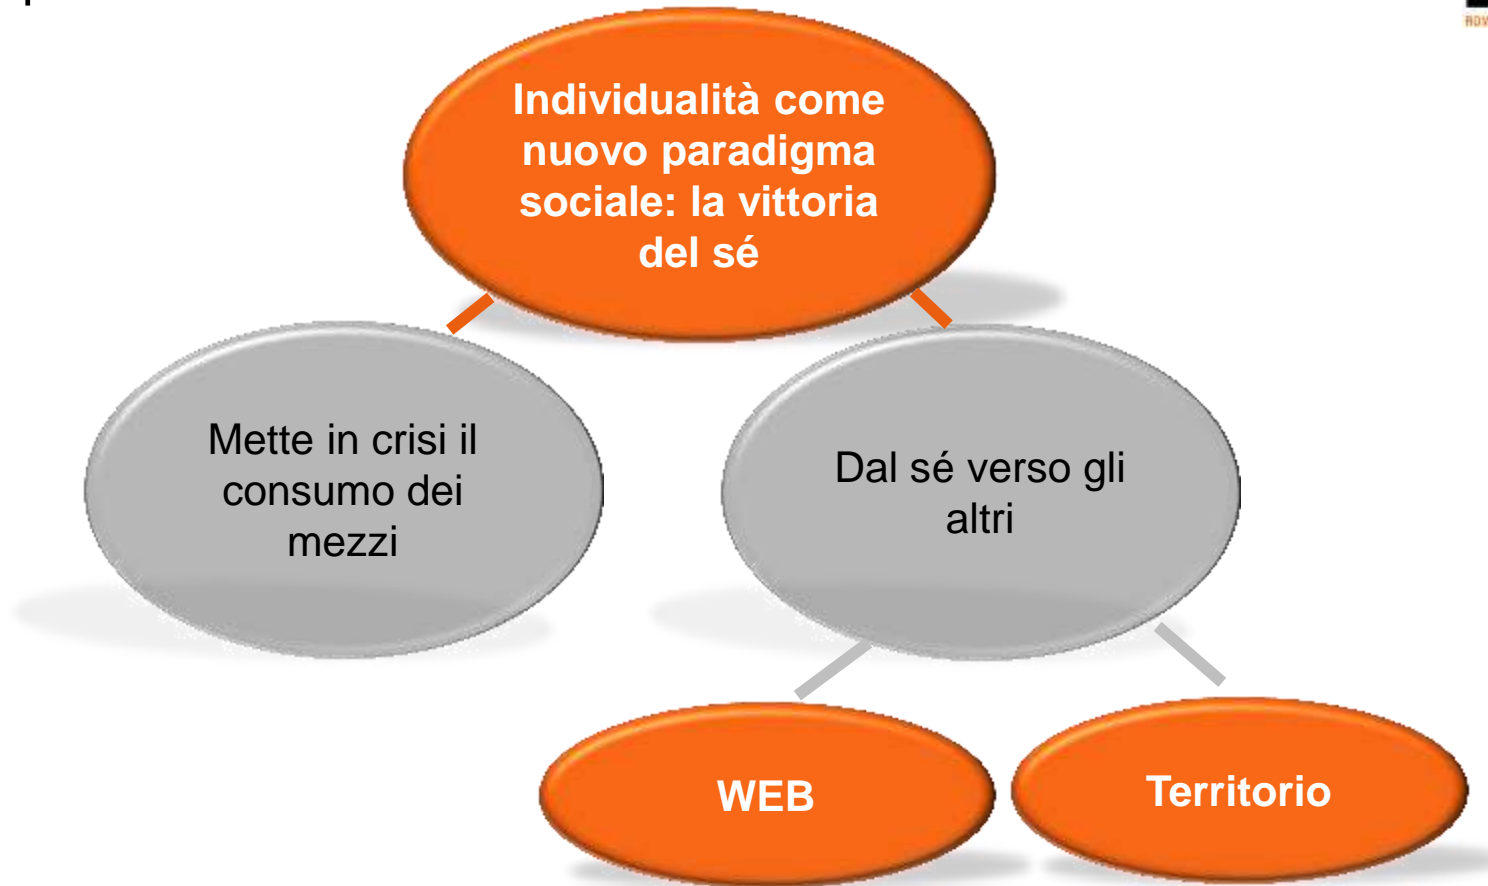 Individualità come
nuovo paradigma
sociale: la vittoria
del sé
Mette in crisi il
consumo dei
mezzi
Dal sé verso gli
altri
WEB
Territorio